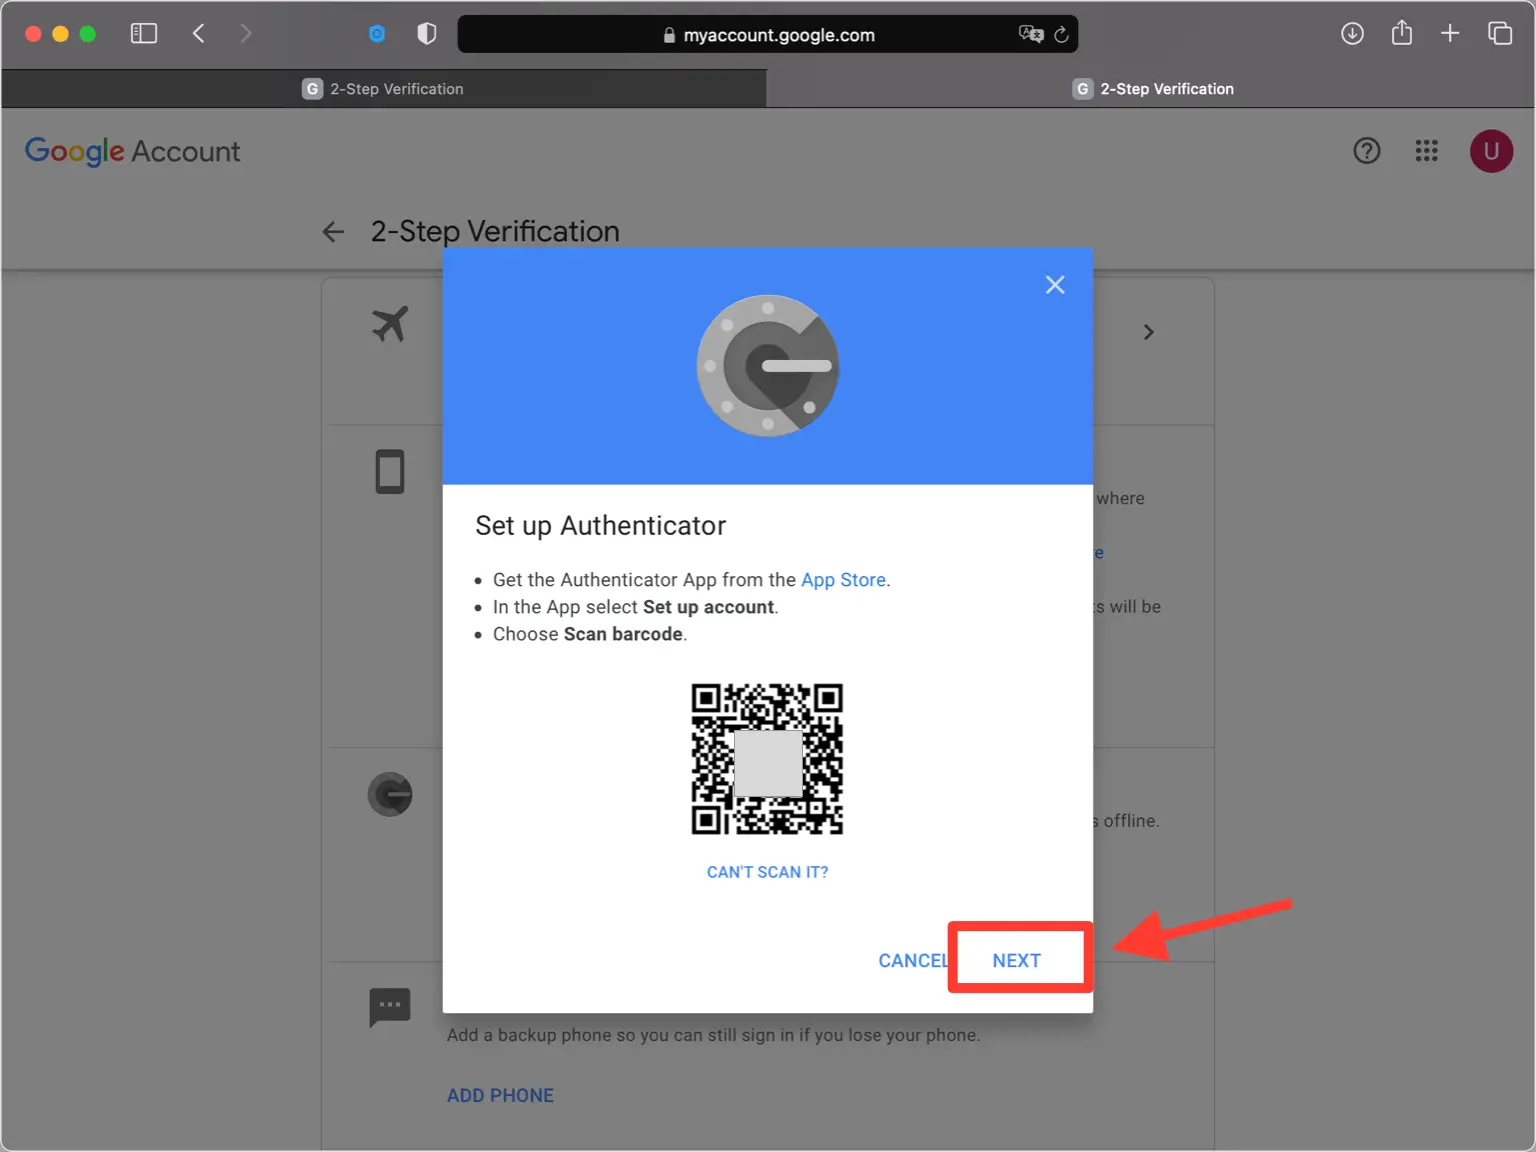 myaccount.google.com
G 2-Step Verification
G 2-Step Verification
Google Account
U
2-Step Verification
where
e
s will be
s offline.
Set up Authenticator
Get the Authenticator App from the App Store.
In the App select Set up account.
Choose Scan barcode.
CAN'T SCAN IT?
CANCEL
NEXT
Add a backup phone so you can still sign in if you lose your phone.
ADD PHONE